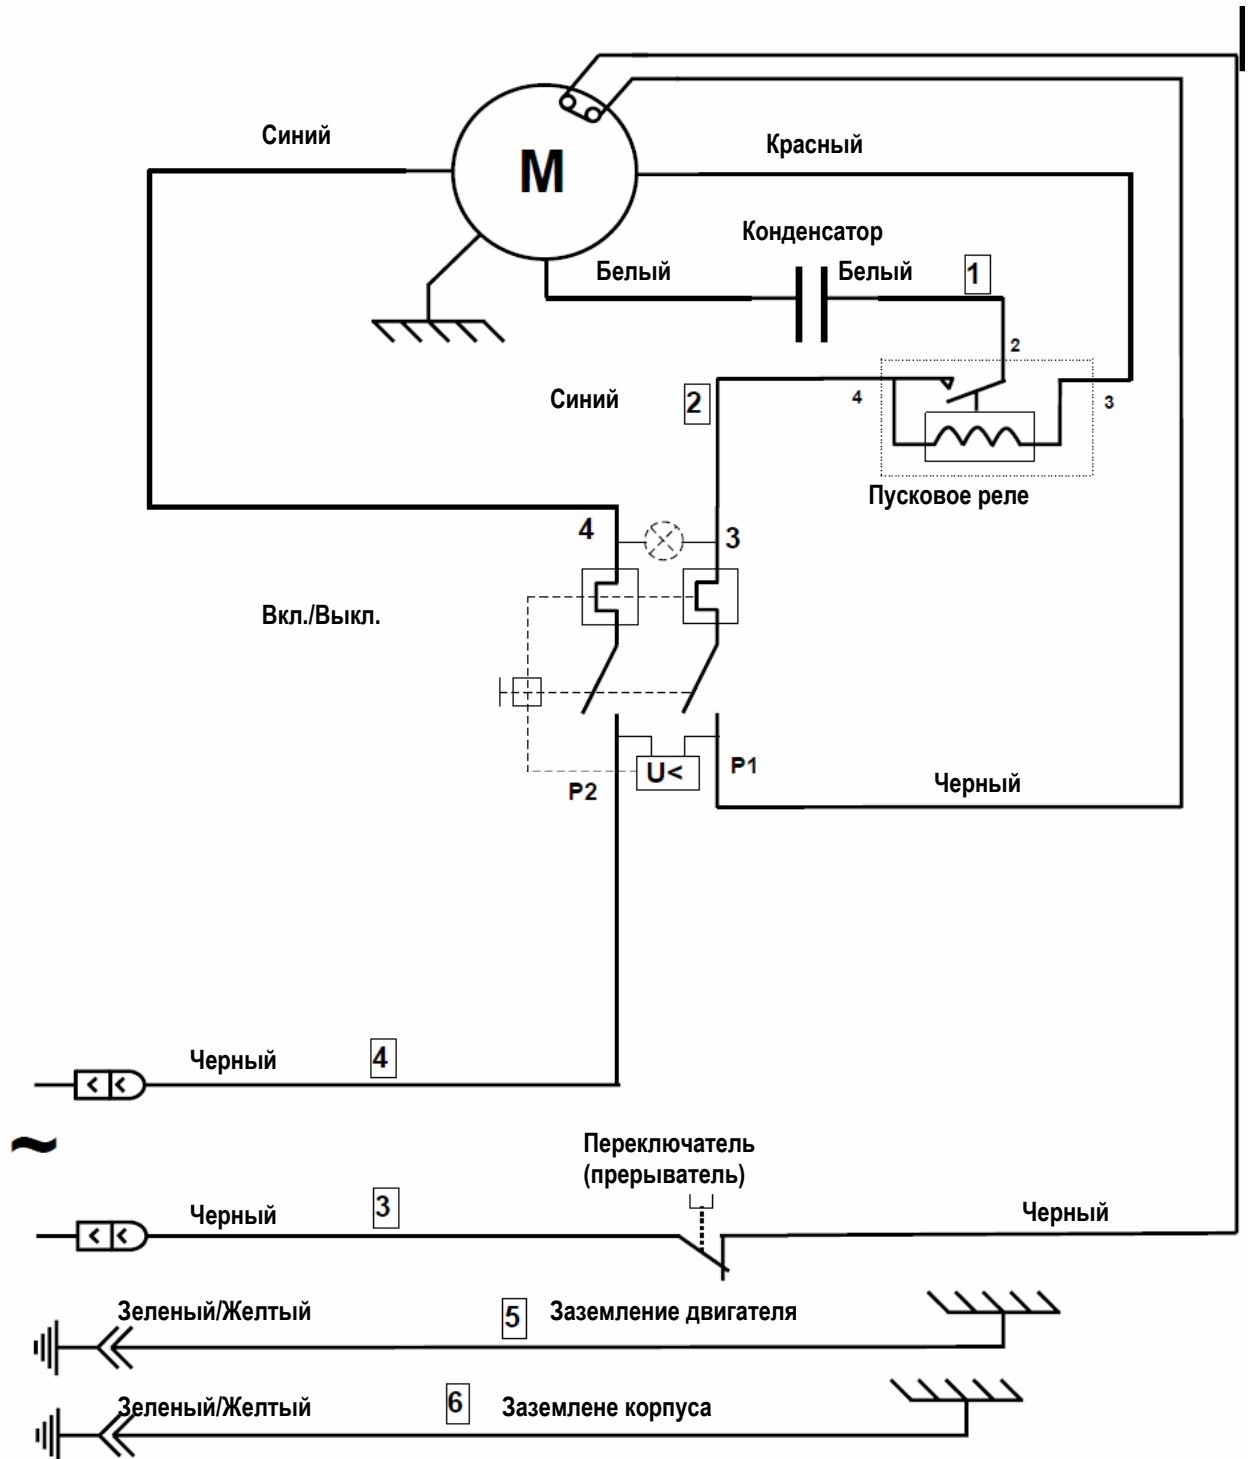 Синий
M
Красный
Конденсатор
Белый
Белый
1
2
Синий
2
4
3
Пусковое реле
4
3
Вкл./Выкл.
U<
P1
P2
Черный
Черный
4
~
Переключатель
(прерыватель)
Черный
3
Черный
Зеленый/Желтый
5
Заземление двигателя
Зеленый/Желтый
6
Заземлене корпуса